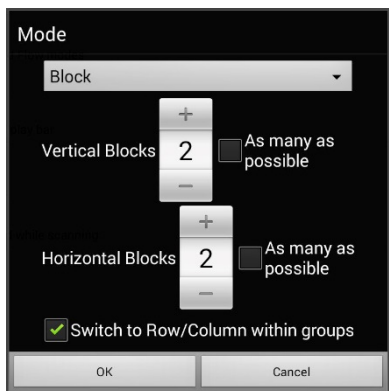 Mode
Block
+
Vertical Blocks 2 As many as
possible
−
+
Horizontal Blocks 2 As many as
possible
−
Switch to Row/Column within groups
OK Cancel